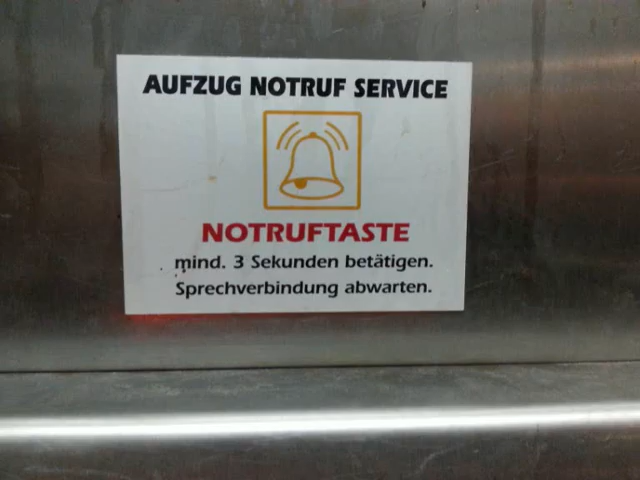 AUFZUG NOTRUF SERVICE
NOTRUFTASTE
mind. 3 Sekunden betätigen.
Sprechverbindung abwarten.